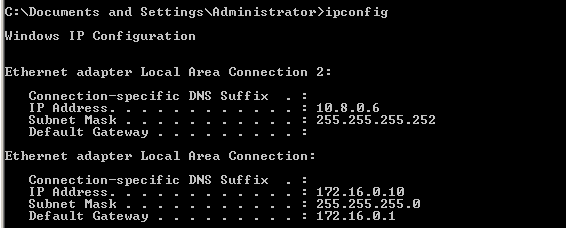 C:\Documents and Settings\Administrator>ipconfig
Windows IP Configuration
Ethernet adapter Local Area Connection 2:
Connection-specific DNS Suffix  . :
IP Address. . . . . . . . . . . . : 10.8.0.6
Subnet Mask . . . . . . . . . . . : 255.255.255.252
Default Gateway . . . . . . . . . :
Ethernet adapter Local Area Connection:
Connection-specific DNS Suffix  . :
IP Address. . . . . . . . . . . . : 172.16.0.10
Subnet Mask . . . . . . . . . . . : 255.255.255.0
Default Gateway . . . . . . . . . : 172.16.0.1